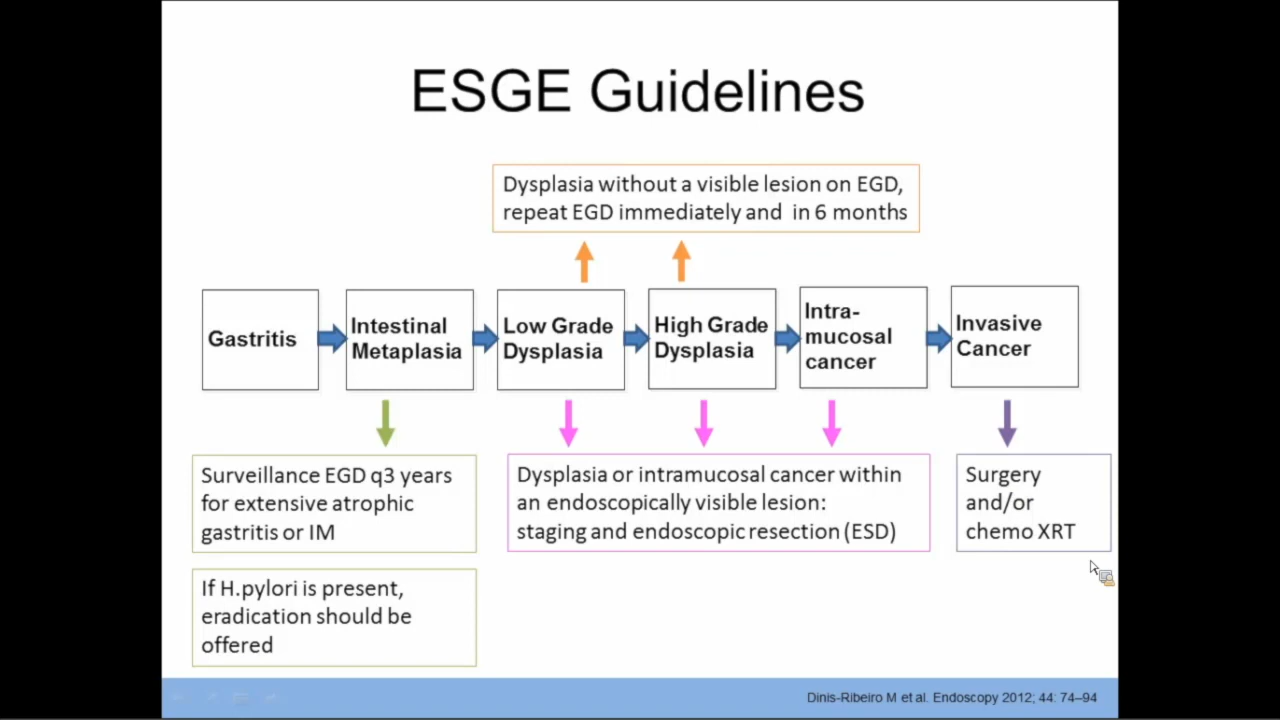 ESGE Guidelines
Dysplasia without a visible lesion on EGD,
repeat EGD immediately and in 6 months
Gastritis
Intestinal
Metaplasia
Low Grade
Dysplasia
High Grade
Dysplasia
Intra-
mucosal
cancer
Invasive
Cancer
Surveillance EGD q3 years
for extensive atrophic
gastritis or IM
Dysplasia or intramucosal cancer within
an endoscopically visible lesion:
staging and endoscopic resection (ESD)
Surgery
and/or
chemo XRT
If H.pylori is present,
eradication should be
offered
Dinis-Ribeiro M et al. Endoscopy 2012; 44: 74–94